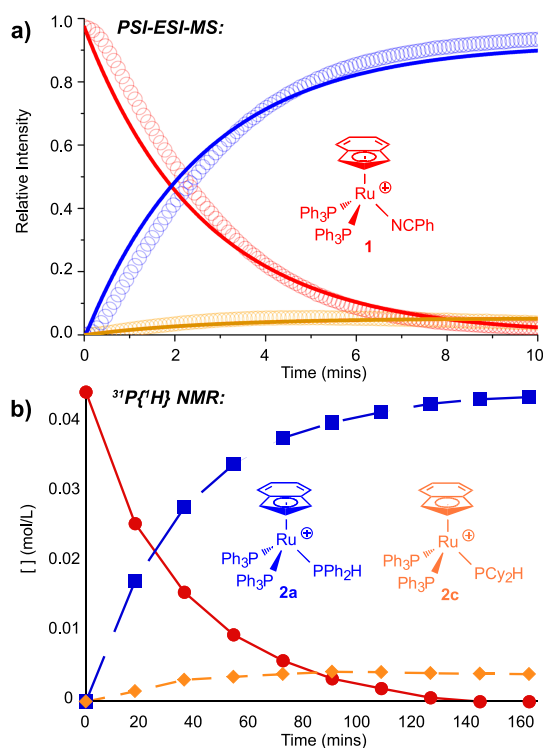 a)
PSI-ESI-MS:
1.0
0.8
0.6
0.4
0.2
0.0
Relative Intensity
Ru
Ph3P
Ph3P
NCPh
1
0
2
4
6
8
10
Time (mins)
b)
31P{1H} NMR:
0.04
0.03
0.02
0.01
0
[ ] (mol/L)
Ru
Ph3P
Ph3P
PPh2H
2a
Ru
Ph3P
Ph3P
PCy2H
2c
0
20
40
60
80
100
120
140
160
Time (mins)